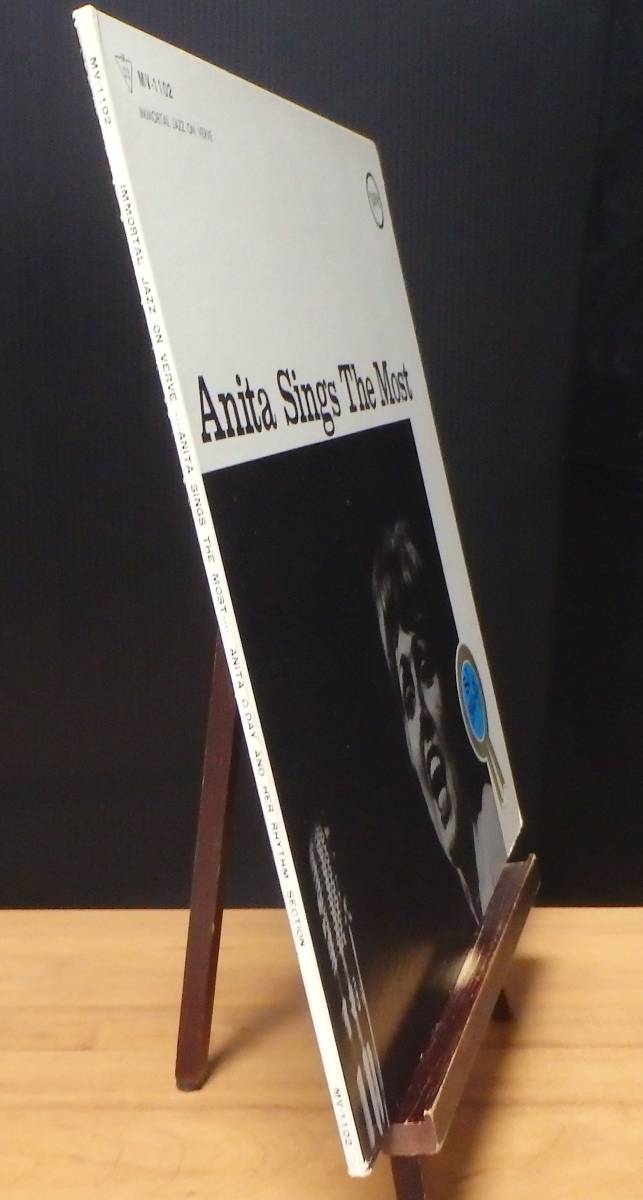 MV-1102
IMMORTAL JAZZ ON VERVE
Anita Sings The Most
MV-1102 IMMORTAL JAZZ ON VERVE ..... ANITA SINGS THE MOST..... ANITA O'DAY AND HER RHYTHM SECTION MV-1102